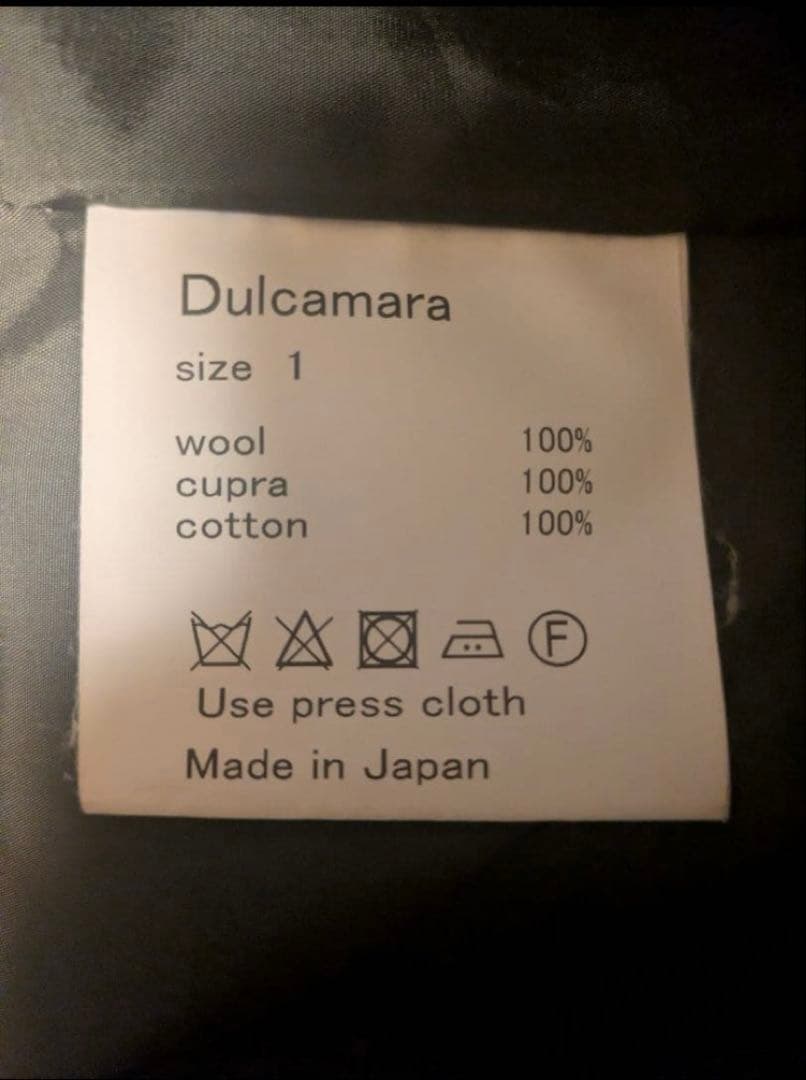 Dulcamara
size 1
wool 100%
cupra 100%
cotton 100%
F
Use press cloth
Made in Japan